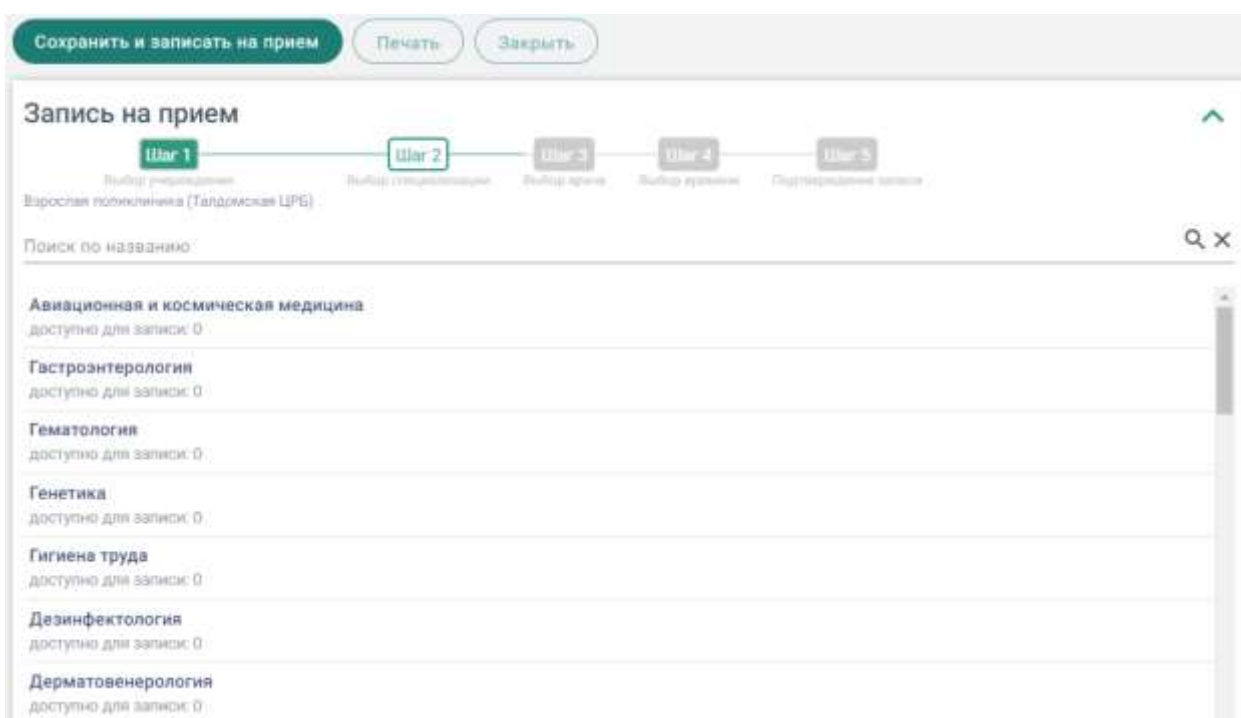 Сохранить и записать на прием Печать Закрыть
Запись на прием
Шаг 1 Шаг 2 Шаг 3 Шаг 4 Шаг 5
Выбор учреждения Выбор специализации Выбор врача Выбор времени Подтверждение записи
Взрослая поликлиника (Талдомская ЦРБ)
Поиск по названию
Авиационная и космическая медицина
доступно для записи: 0
Гастроэнтерология
доступно для записи: 0
Гематология
доступно для записи: 0
Генетика
доступно для записи: 0
Гигиена труда
доступно для записи: 0
Дезинфектология
доступно для записи: 0
Дерматовенерология
доступно для записи: 0